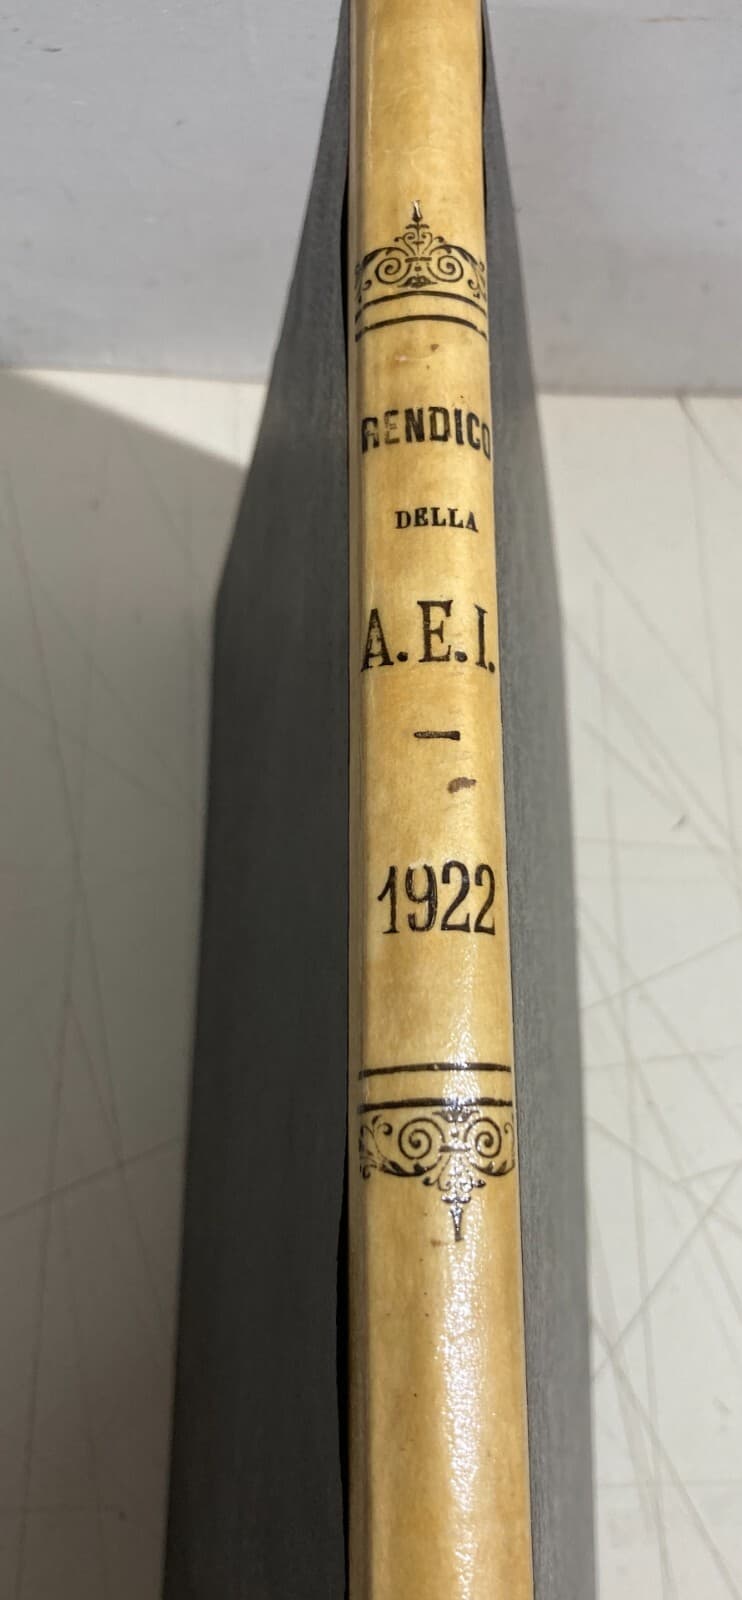 RENDICO
DELLA
A.E.I.
—
1922